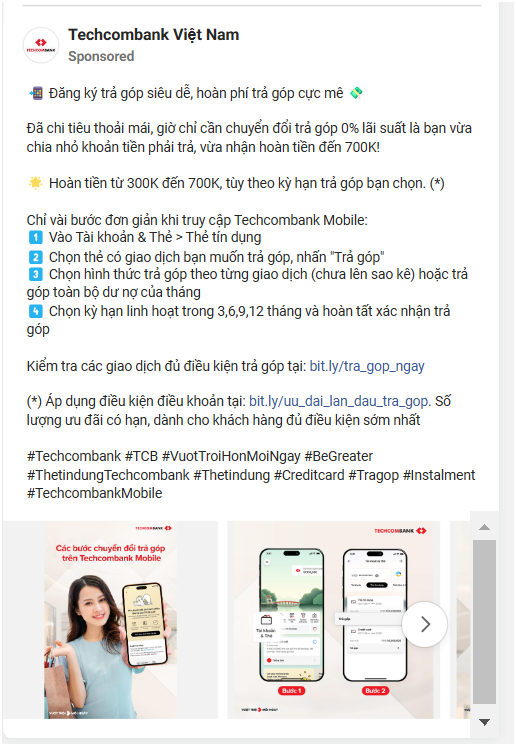 TECHCOMBANK
Techcombank Việt Nam
Sponsored
📲 Đăng ký trả góp siêu dễ, hoàn phí trả góp cực mê 💸
Đã chi tiêu thoải mái, giờ chỉ cần chuyển đổi trả góp 0% lãi suất là bạn vừa
chia nhỏ khoản tiền phải trả, vừa nhận hoàn tiền đến 700K!
🌟 Hoàn tiền từ 300K đến 700K, tùy theo kỳ hạn trả góp bạn chọn. (*)
Chỉ vài bước đơn giản khi truy cập Techcombank Mobile:
1️⃣ Vào Tài khoản & Thẻ > Thẻ tín dụng
2️⃣ Chọn thẻ có giao dịch bạn muốn trả góp, nhấn "Trả góp"
3️⃣ Chọn hình thức trả góp theo từng giao dịch (chưa lên sao kê) hoặc trả
góp toàn bộ dư nợ của tháng
4️⃣ Chọn kỳ hạn linh hoạt trong 3,6,9,12 tháng và hoàn tất xác nhận trả
góp
Kiểm tra các giao dịch đủ điều kiện trả góp tại: bit.ly/tra_gop_ngay
(*) Áp dụng điều kiện điều khoản tại: bit.ly/uu_dai_lan_dau_tra_gop. Số
lượng ưu đãi có hạn, dành cho khách hàng đủ điều kiện sớm nhất
#Techcombank #TCB #VuotTroiHonMoiNgay #BeGreater
#ThetindungTechcombank #Thetindung #Creditcard #Tragop #Instalment
#TechcombankMobile
TECHCOMBANK
Các bước chuyển đổi trả góp
trên Techcombank Mobile
VƯỢT TRỘI MỖI NGÀY
TECHCOMBANK
Tài khoản
& Thẻ
Trả góp
Bước 1
Bước 2
VƯỢT TRỘI MỖI NGÀY